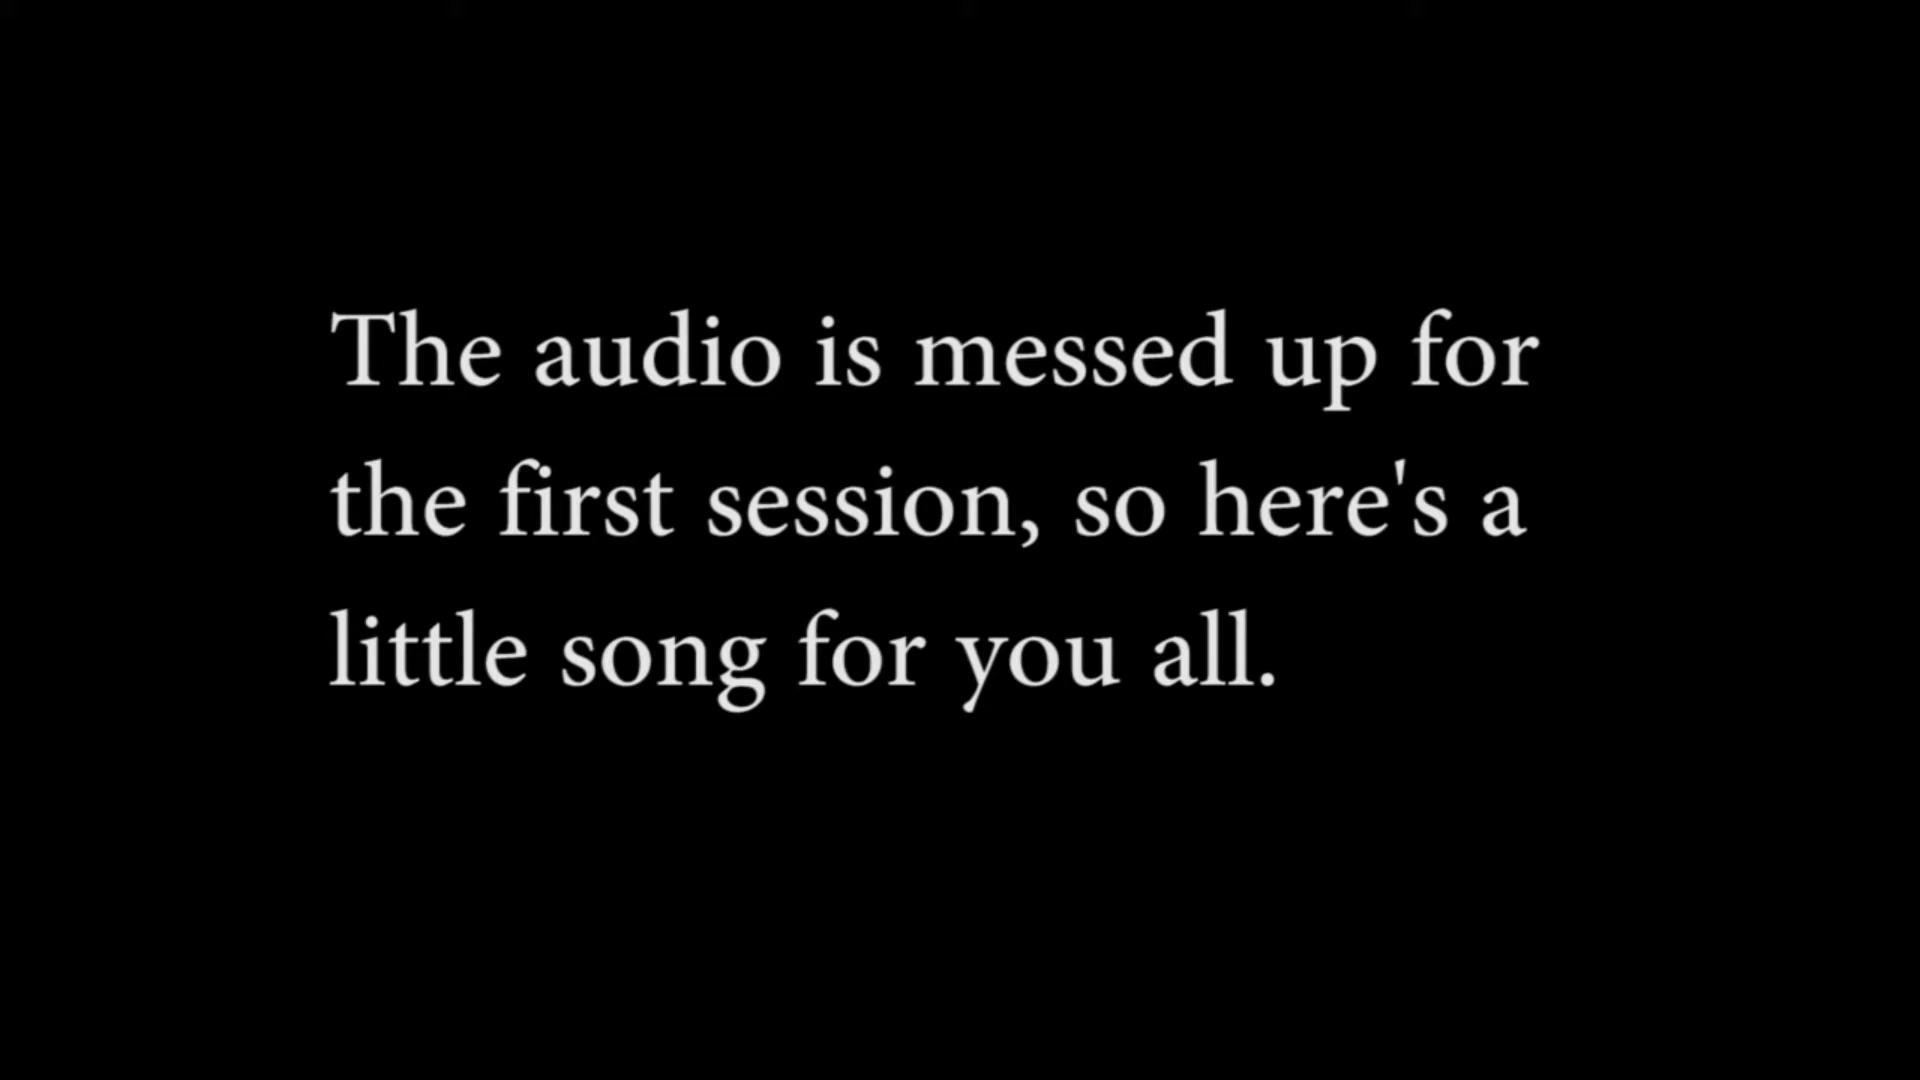 The audio is messed up for
the first session, so here's a
little song for you all.